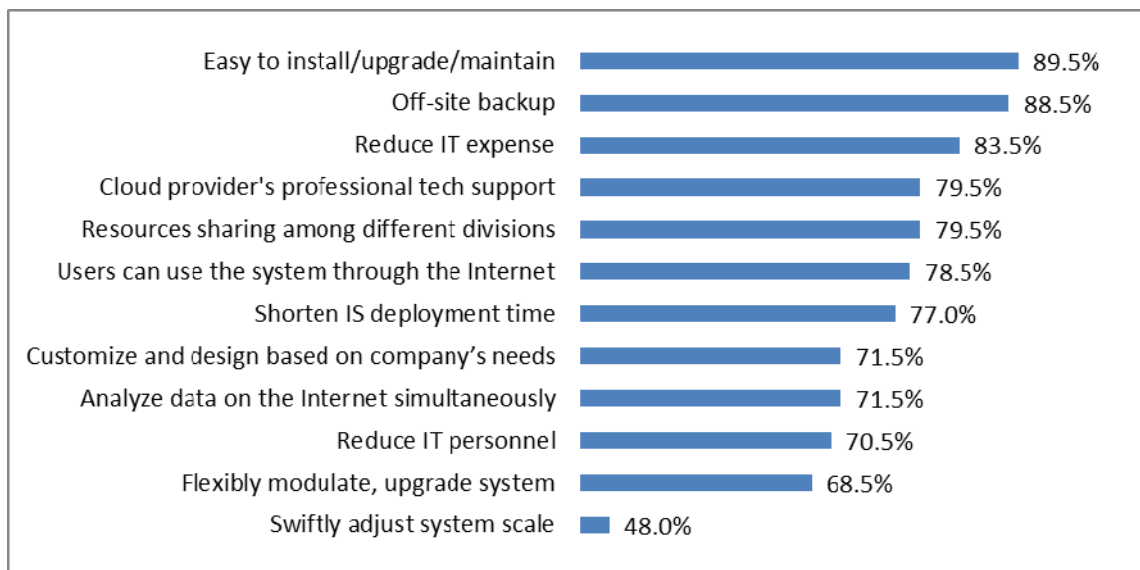 Easy to install/upgrade/maintain 89.5%
Off-site backup 88.5%
Reduce IT expense 83.5%
Cloud provider's professional tech support 79.5%
Resources sharing among different divisions 79.5%
Users can use the system through the Internet 78.5%
Shorten IS deployment time 77.0%
Customize and design based on company’s needs 71.5%
Analyze data on the Internet simultaneously 71.5%
Reduce IT personnel 70.5%
Flexibly modulate, upgrade system 68.5%
Swiftly adjust system scale 48.0%